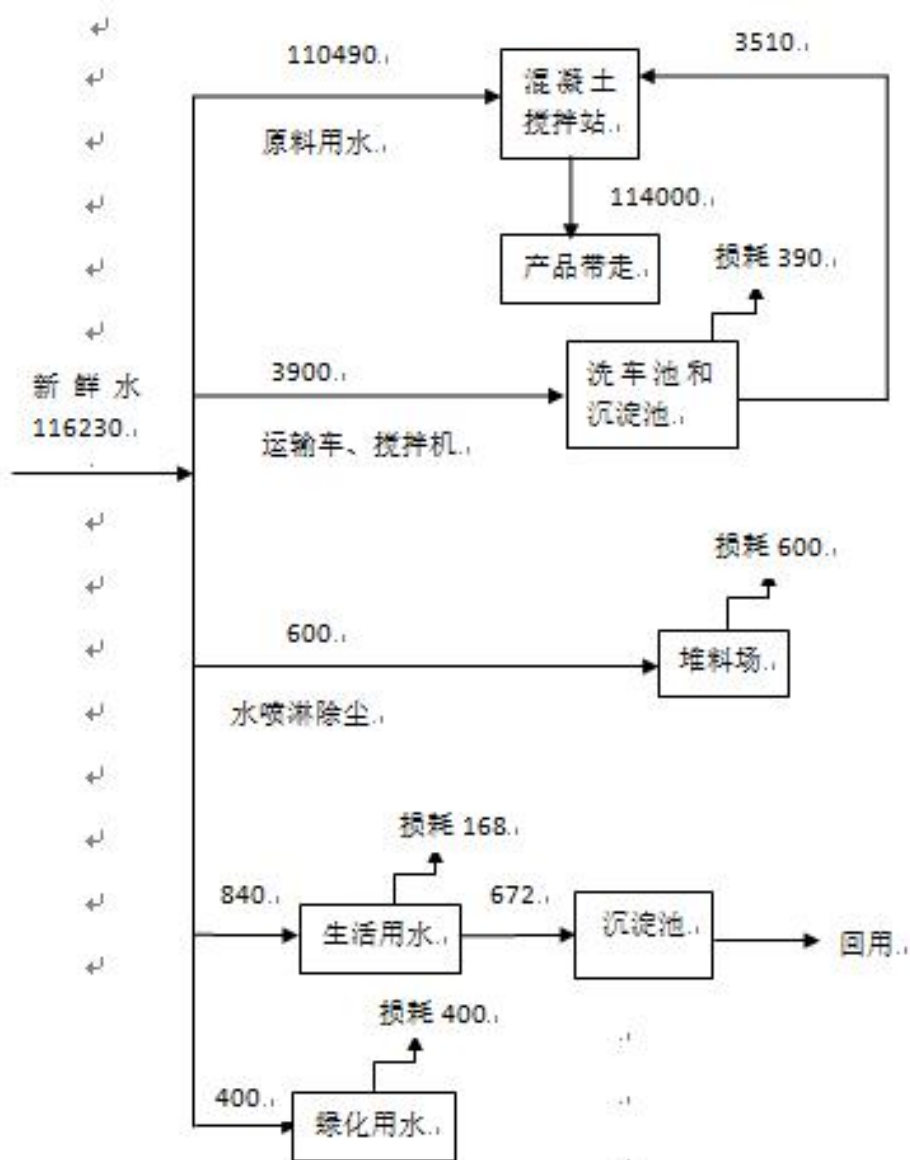 110490
3510
混凝土
搅拌站
原料用水
114000
产品带走
损耗 390
3900
洗车池和
沉淀池
新鲜水
116230
运输车、搅拌机
损耗 600
600
堆料场
水喷淋除尘
损耗 168
840
672
生活用水
沉淀池
回用
损耗 400
400
绿化用水